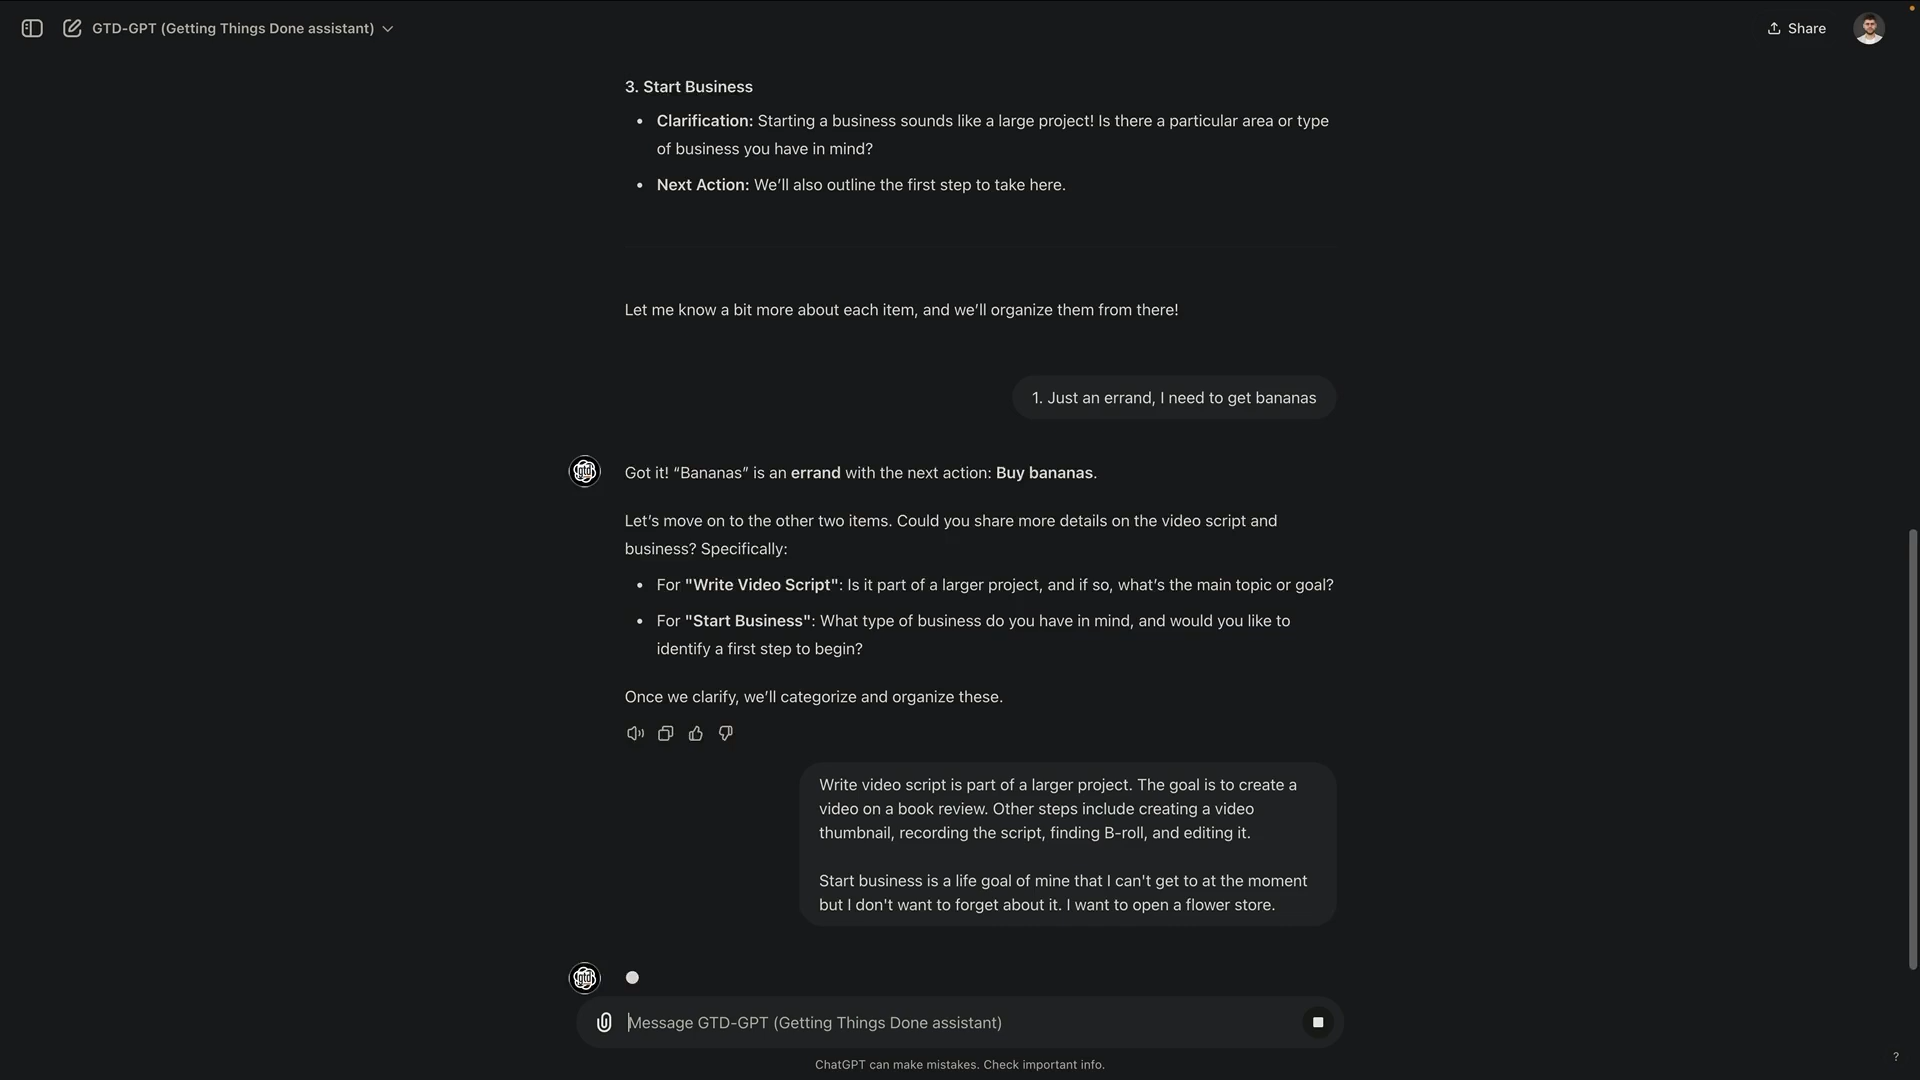 GTD-GPT (Getting Things Done assistant)
Share
3. Start Business
• Clarification: Starting a business sounds like a large project! Is there a particular area or type
of business you have in mind?
• Next Action: We’ll also outline the first step to take here.
Let me know a bit more about each item, and we’ll organize them from there!
1. Just an errand, I need to get bananas
Got it! “Bananas” is an errand with the next action: Buy bananas.
Let’s move on to the other two items. Could you share more details on the video script and
business? Specifically:
• For "Write Video Script": Is it part of a larger project, and if so, what’s the main topic or goal?
• For "Start Business": What type of business do you have in mind, and would you like to
identify a first step to begin?
Once we clarify, we’ll categorize and organize these.
Write video script is part of a larger project. The goal is to create a
video on a book review. Other steps include creating a video
thumbnail, recording the script, finding B-roll, and editing it.
Start business is a life goal of mine that I can't get to at the moment
but I don't want to forget about it. I want to open a flower store.
Message GTD-GPT (Getting Things Done assistant)
ChatGPT can make mistakes. Check important info.
?